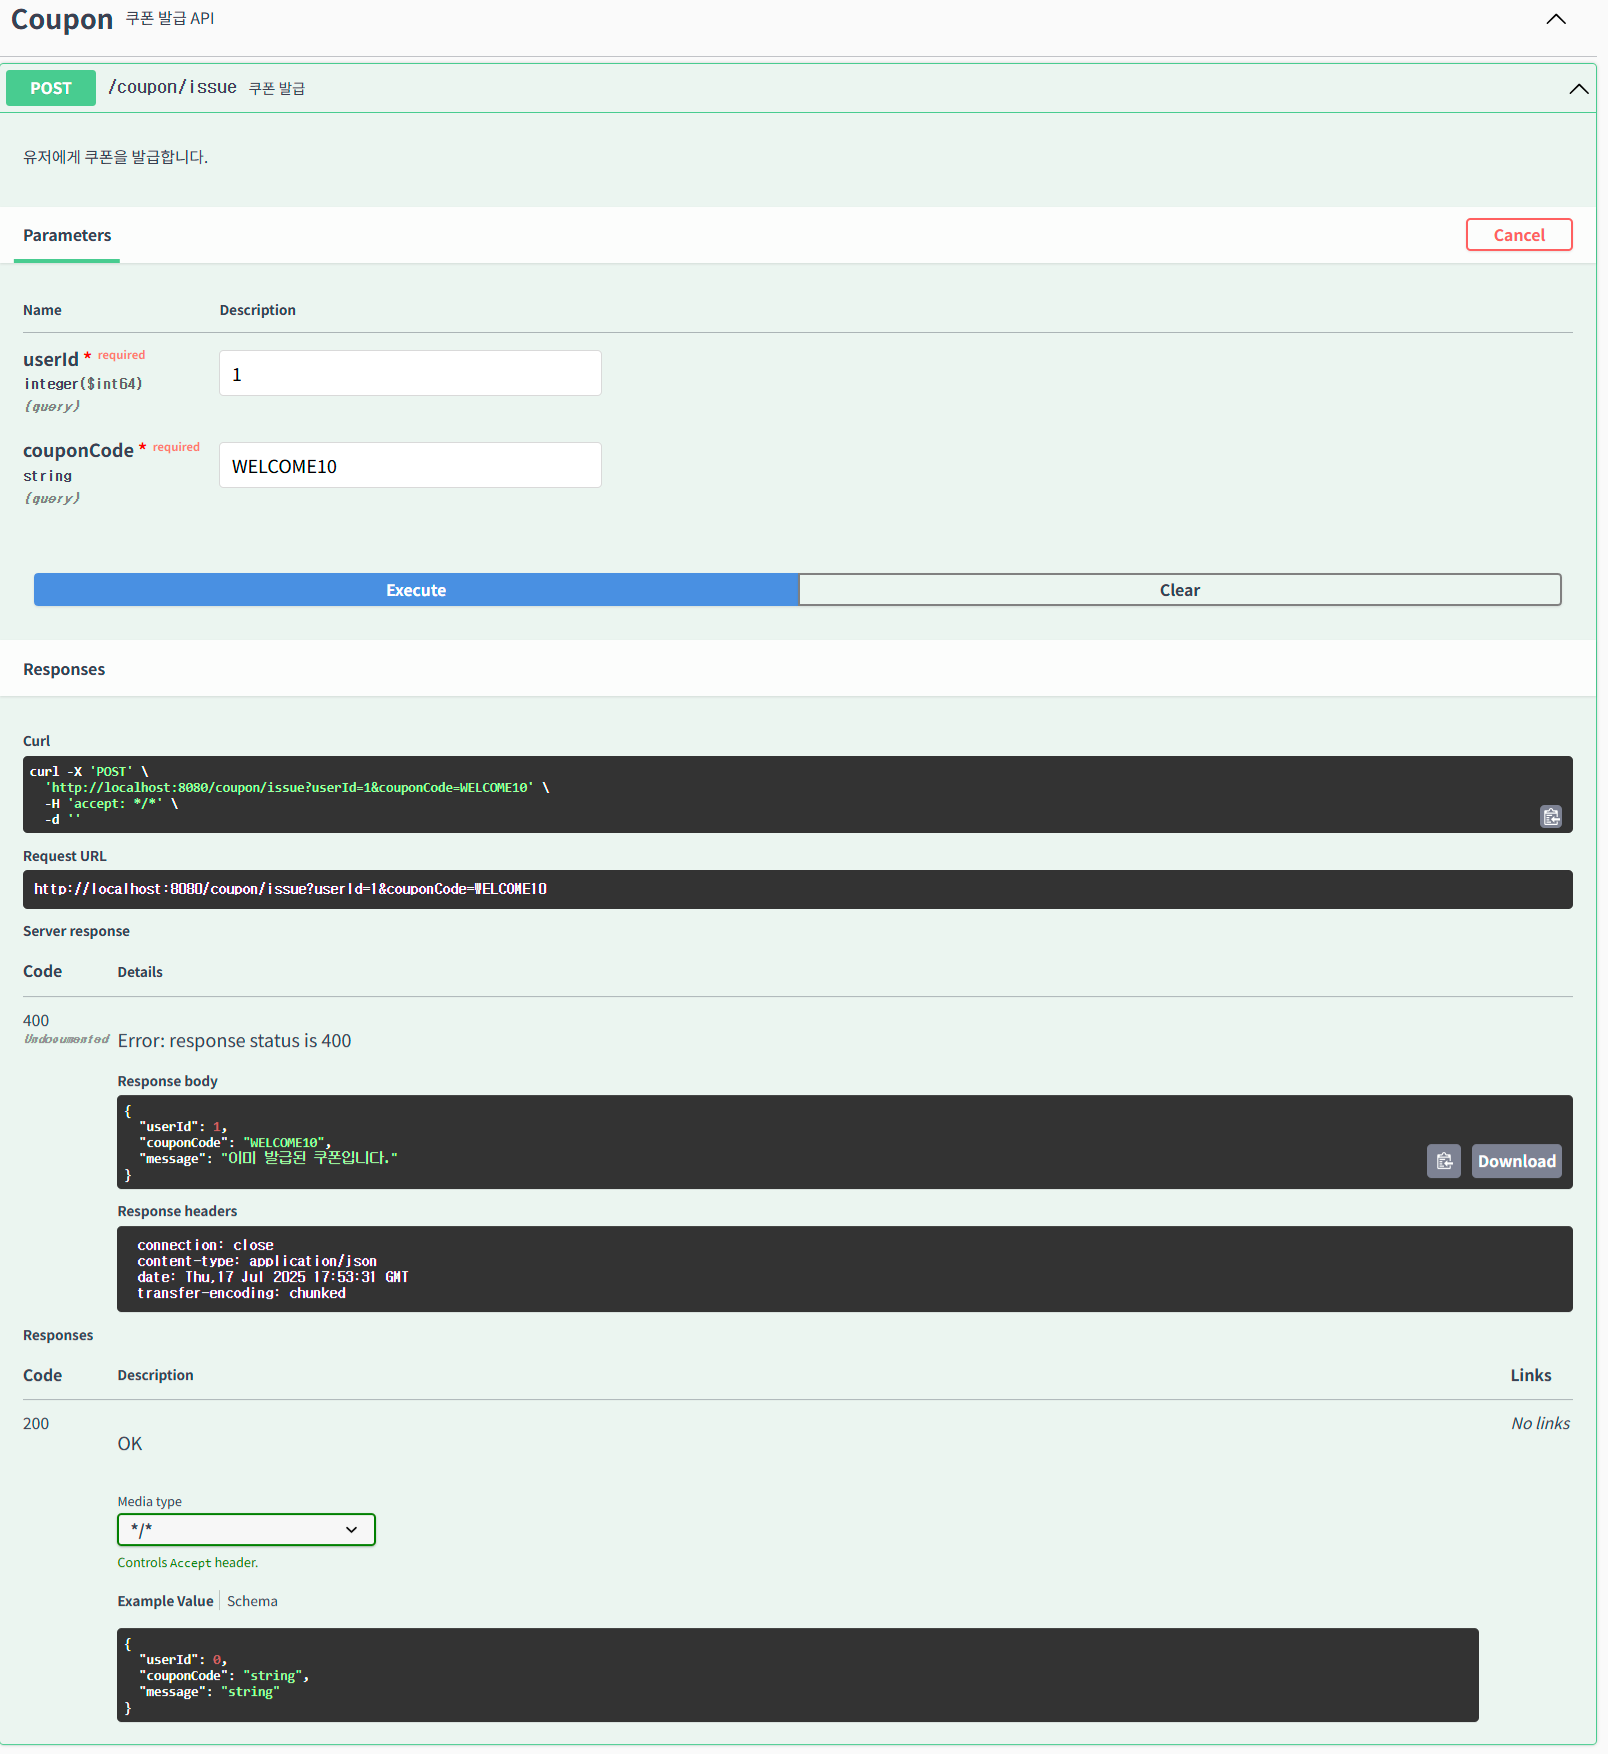 Coupon 쿠폰 발급 API
POST /coupon/issue 쿠폰 발급
유저에게 쿠폰을 발급합니다.
Parameters Cancel
Name Description
userId * required
integer($int64)
(query)
1
couponCode * required
string
(query)
WELCOME10
Execute Clear
Responses
Curl
curl -X 'POST' \
'http://localhost:8080/coupon/issue?userId=1&couponCode=WELCOME10' \
-H 'accept: */*' \
-d ''
Request URL
http://localhost:8080/coupon/issue?userId=1&couponCode=WELCOME10
Server response
Code Details
400
Undocumented
Error: response status is 400
Response body
{
"userId": 1,
"couponCode": "WELCOME10",
"message": "이미 발급된 쿠폰입니다."
}
Download
Response headers
connection: close
content-type: application/json
date: Thu,17 Jul 2025 17:53:31 GMT
transfer-encoding: chunked
Responses
Code Description Links
200 No links
OK
Media type
*/*
Controls Accept header.
Example Value Schema
{
"userId": 0,
"couponCode": "string",
"message": "string"
}